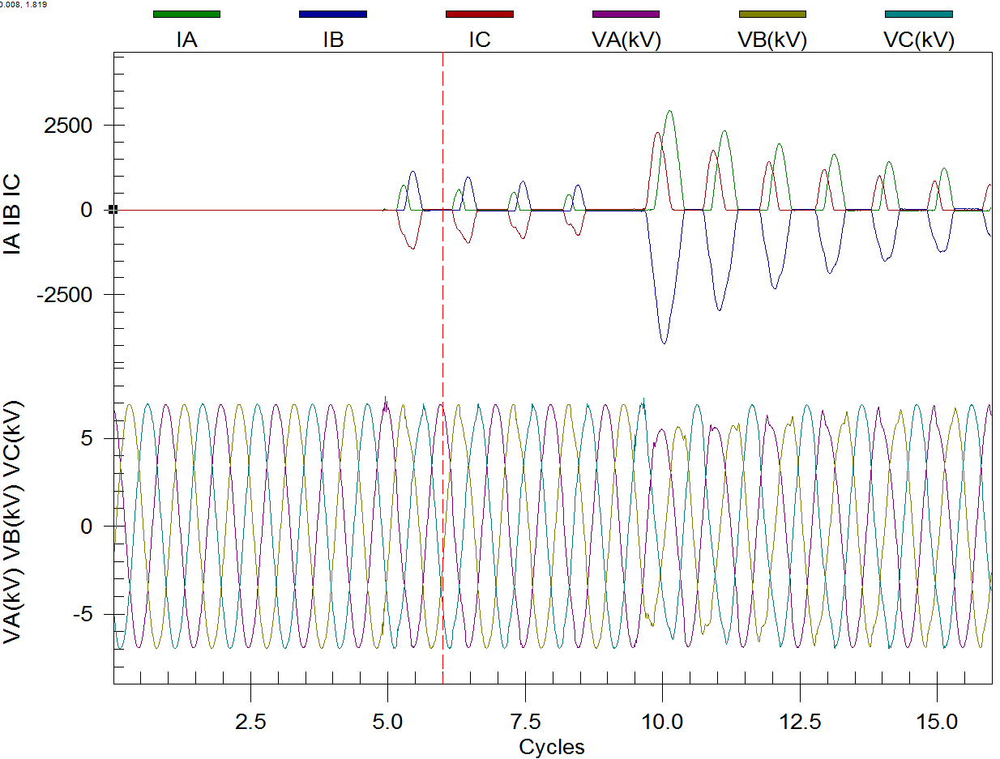 0.008, 1.819
IA IB IC VA(kV) VB(kV) VC(kV)
2500
0
-2500
IA IB IC
5
0
-5
VA(kV) VB(kV) VC(kV)
2.5 5.0 7.5 10.0 12.5 15.0
Cycles